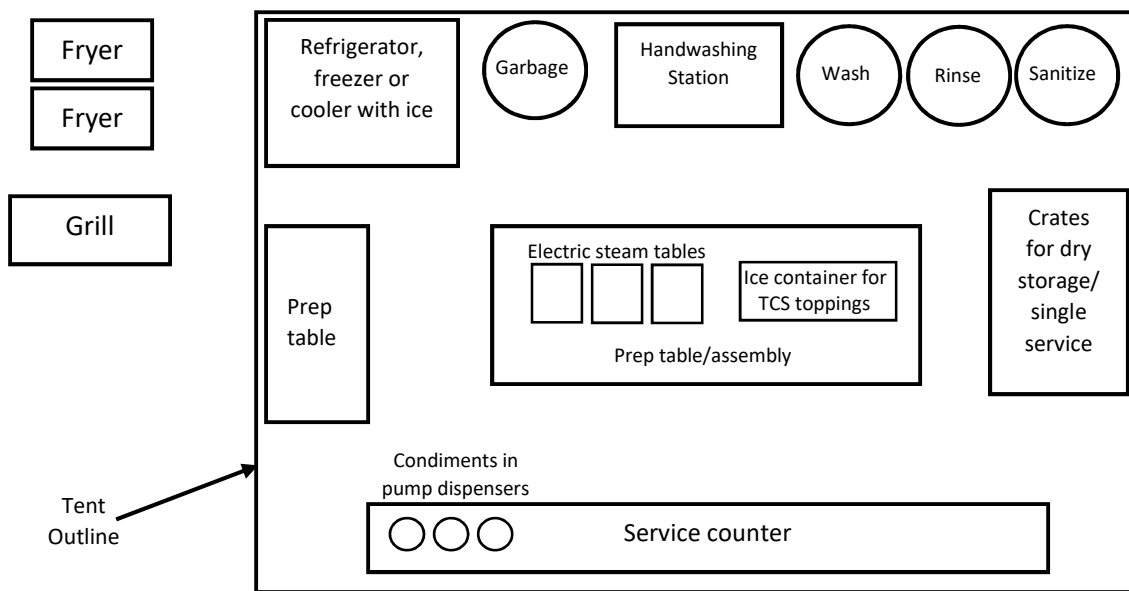 Fryer
Fryer
Grill
Refrigerator,
freezer or
cooler with ice
Garbage
Handwashing
Station
Wash
Rinse
Sanitize
Prep
table
Electric steam tables
Ice container for
TCS toppings
Prep table/assembly
Crates
for dry
storage/
single
service
Condiments in
pump dispensers
Service counter
Tent
Outline